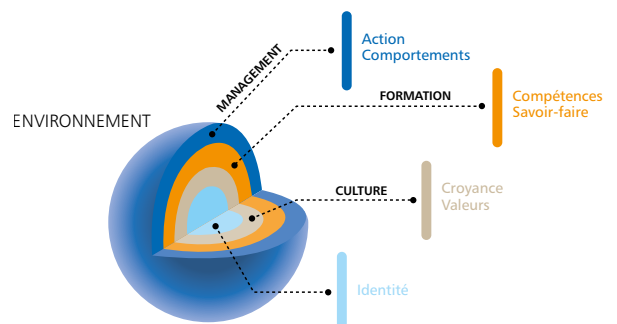 Action
Comportements
MANAGEMENT
FORMATION
Compétences
Savoir-faire
ENVIRONNEMENT
CULTURE
Croyance
Valeurs
Identité